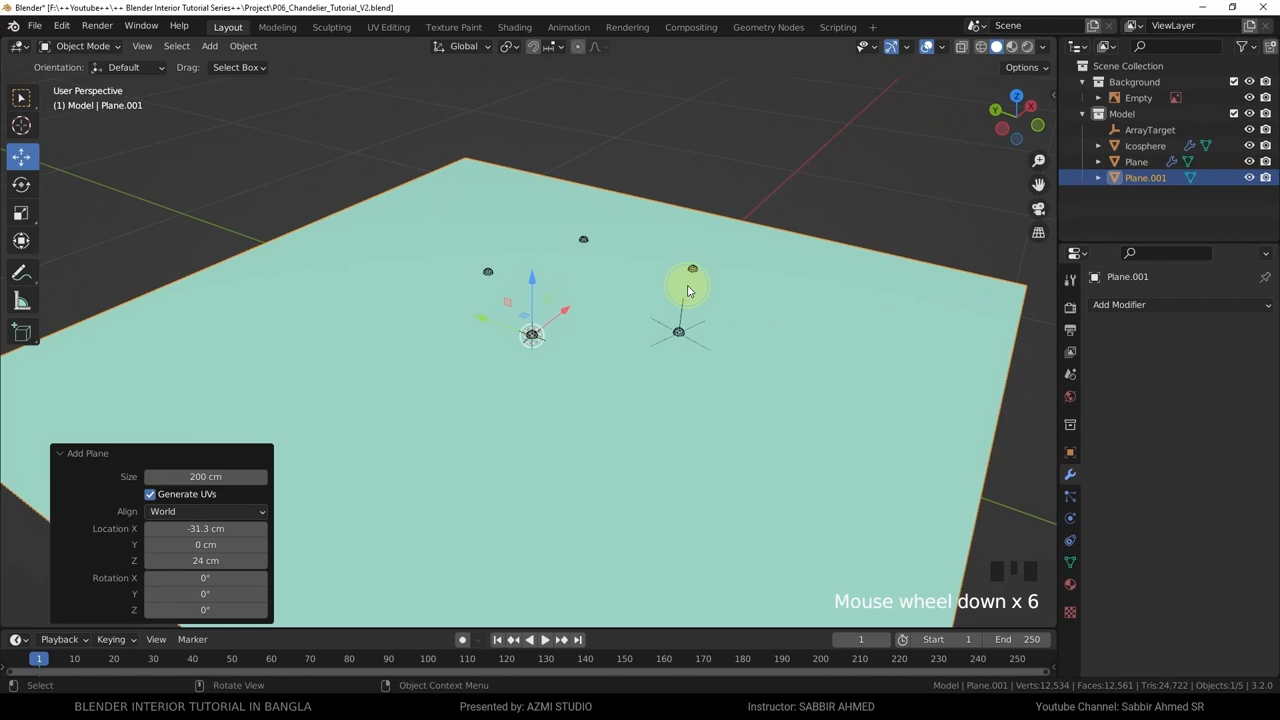 Blender* [F:\++Youtube++\++ Blender Interior Tutorial Series++\Project\P06_Chandelier_Tutorial_V2.blend]
File Edit Render Window Help Layout Modeling Sculpting UV Editing Texture Paint Shading Animation Rendering Compositing Geometry Nodes Scripting + Scene ViewLayer
Object Mode View Select Add Object Global
Orientation: Default Drag: Select Box Options
User Perspective
(1) Model | Plane.001
Z
X
Y
Scene Collection
Background
Empty
Model
ArrayTarget
Icosphere
Plane
Plane.001
Plane.001
Add Modifier
Add Plane
Size 200 cm
Generate UVs
Align World
Location X -31.3 cm
Y 0 cm
Z 24 cm
Rotation X 0°
Y 0°
Z 0°
Mouse wheel down x 6
Playback Keying View Marker 1 Start 1 End 250
1 10 20 30 40 50 60 70 80 90 100 110 120 130 140 150 160 170 180 190 200 210 220 230 240 250
Select Rotate View Object Context Menu Model | Plane.001 | Verts:12,534 | Faces:12,561 | Tris:24,722 | Objects:1/5 | 3.2.0
BLENDER INTERIOR TUTORIAL IN BANGLA Presented by: AZMI STUDIO Instructor: SABBIR AHMED Youtube Channel: Sabbir Ahmed SR